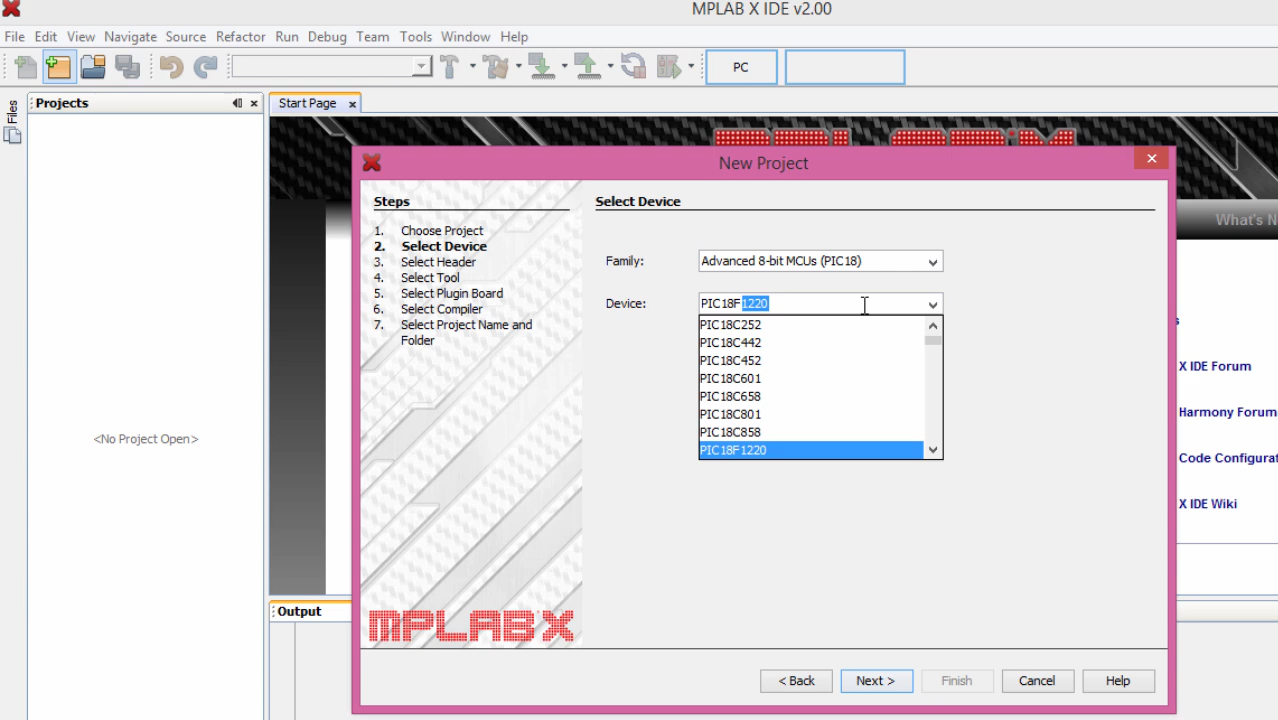 MPLAB X IDE v2.00
File Edit View Navigate Source Refactor Run Debug Team Tools Window Help
PC
Files
Projects
Start Page
<No Project Open>
New Project
Steps
1. Choose Project
2. Select Device
3. Select Header
4. Select Tool
5. Select Plugin Board
6. Select Compiler
7. Select Project Name and
Folder
MPLAB X
Select Device
Family: Advanced 8-bit MCUs (PIC18)
Device: PIC18F1220
PIC18C252
PIC18C442
PIC18C452
PIC18C601
PIC18C658
PIC18C801
PIC18C858
PIC18F1220
< Back Next > Finish Cancel Help
What's N
X IDE Forum
Harmony Forum
Code Configurat
X IDE Wiki
Output